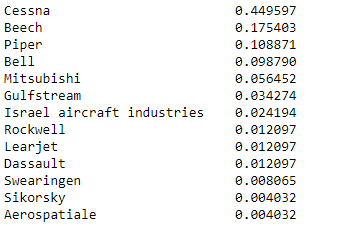 Cessna 0.449597
Beech 0.175403
Piper 0.108871
Bell 0.098790
Mitsubishi 0.056452
Gulfstream 0.034274
Israel aircraft industries 0.024194
Rockwell 0.012097
Learjet 0.012097
Dassault 0.012097
Swearingen 0.008065
Sikorsky 0.004032
Aerospatiale 0.004032